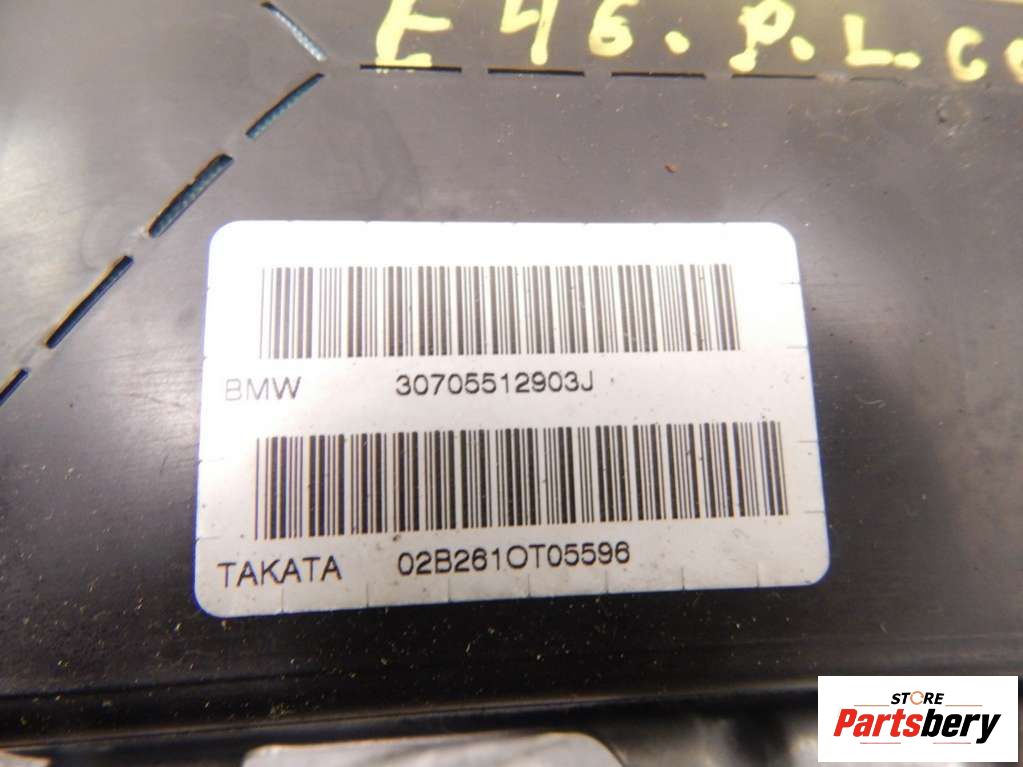 E46. P.L. C
BMW 30705512903J
TAKATA 02B261OT05596
STORE
Partsbery